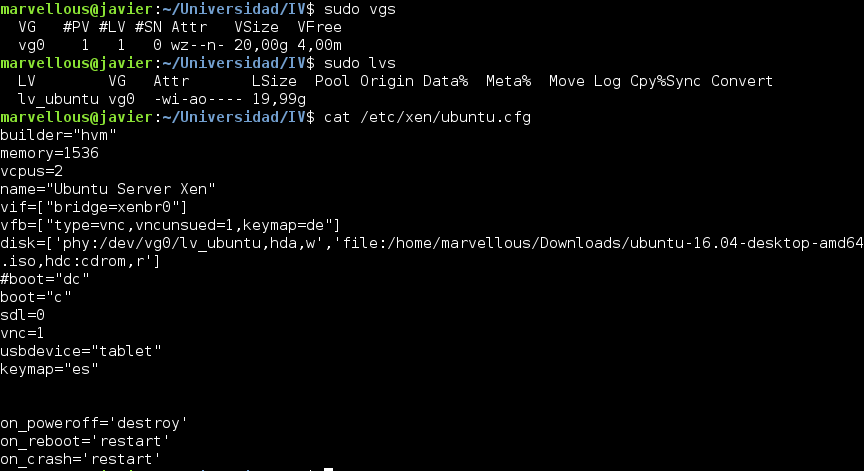 marvellous@javier:~/Universidad/IV$ sudo vgs
  VG   #PV #LV #SN Attr   VSize  VFree
  vg0    1   1   0 wz--n- 20,00g 4,00m
marvellous@javier:~/Universidad/IV$ sudo lvs
  LV        VG  Attr       LSize  Pool Origin Data%  Meta%  Move Log Cpy%Sync Convert
  lv_ubuntu vg0 -wi-ao---- 19,99g
marvellous@javier:~/Universidad/IV$ cat /etc/xen/ubuntu.cfg
builder="hvm"
memory=1536
vcpus=2
name="Ubuntu Server Xen"
vif=["bridge=xenbr0"]
vfb=["type=vnc,vncunsued=1,keymap=de"]
disk=['phy:/dev/vg0/lv_ubuntu,hda,w','file:/home/marvellous/Downloads/ubuntu-16.04-desktop-amd64
.iso,hdc:cdrom,r']
#boot="dc"
boot="c"
sdl=0
vnc=1
usbdevice="tablet"
keymap="es"
on_poweroff='destroy'
on_reboot='restart'
on_crash='restart'